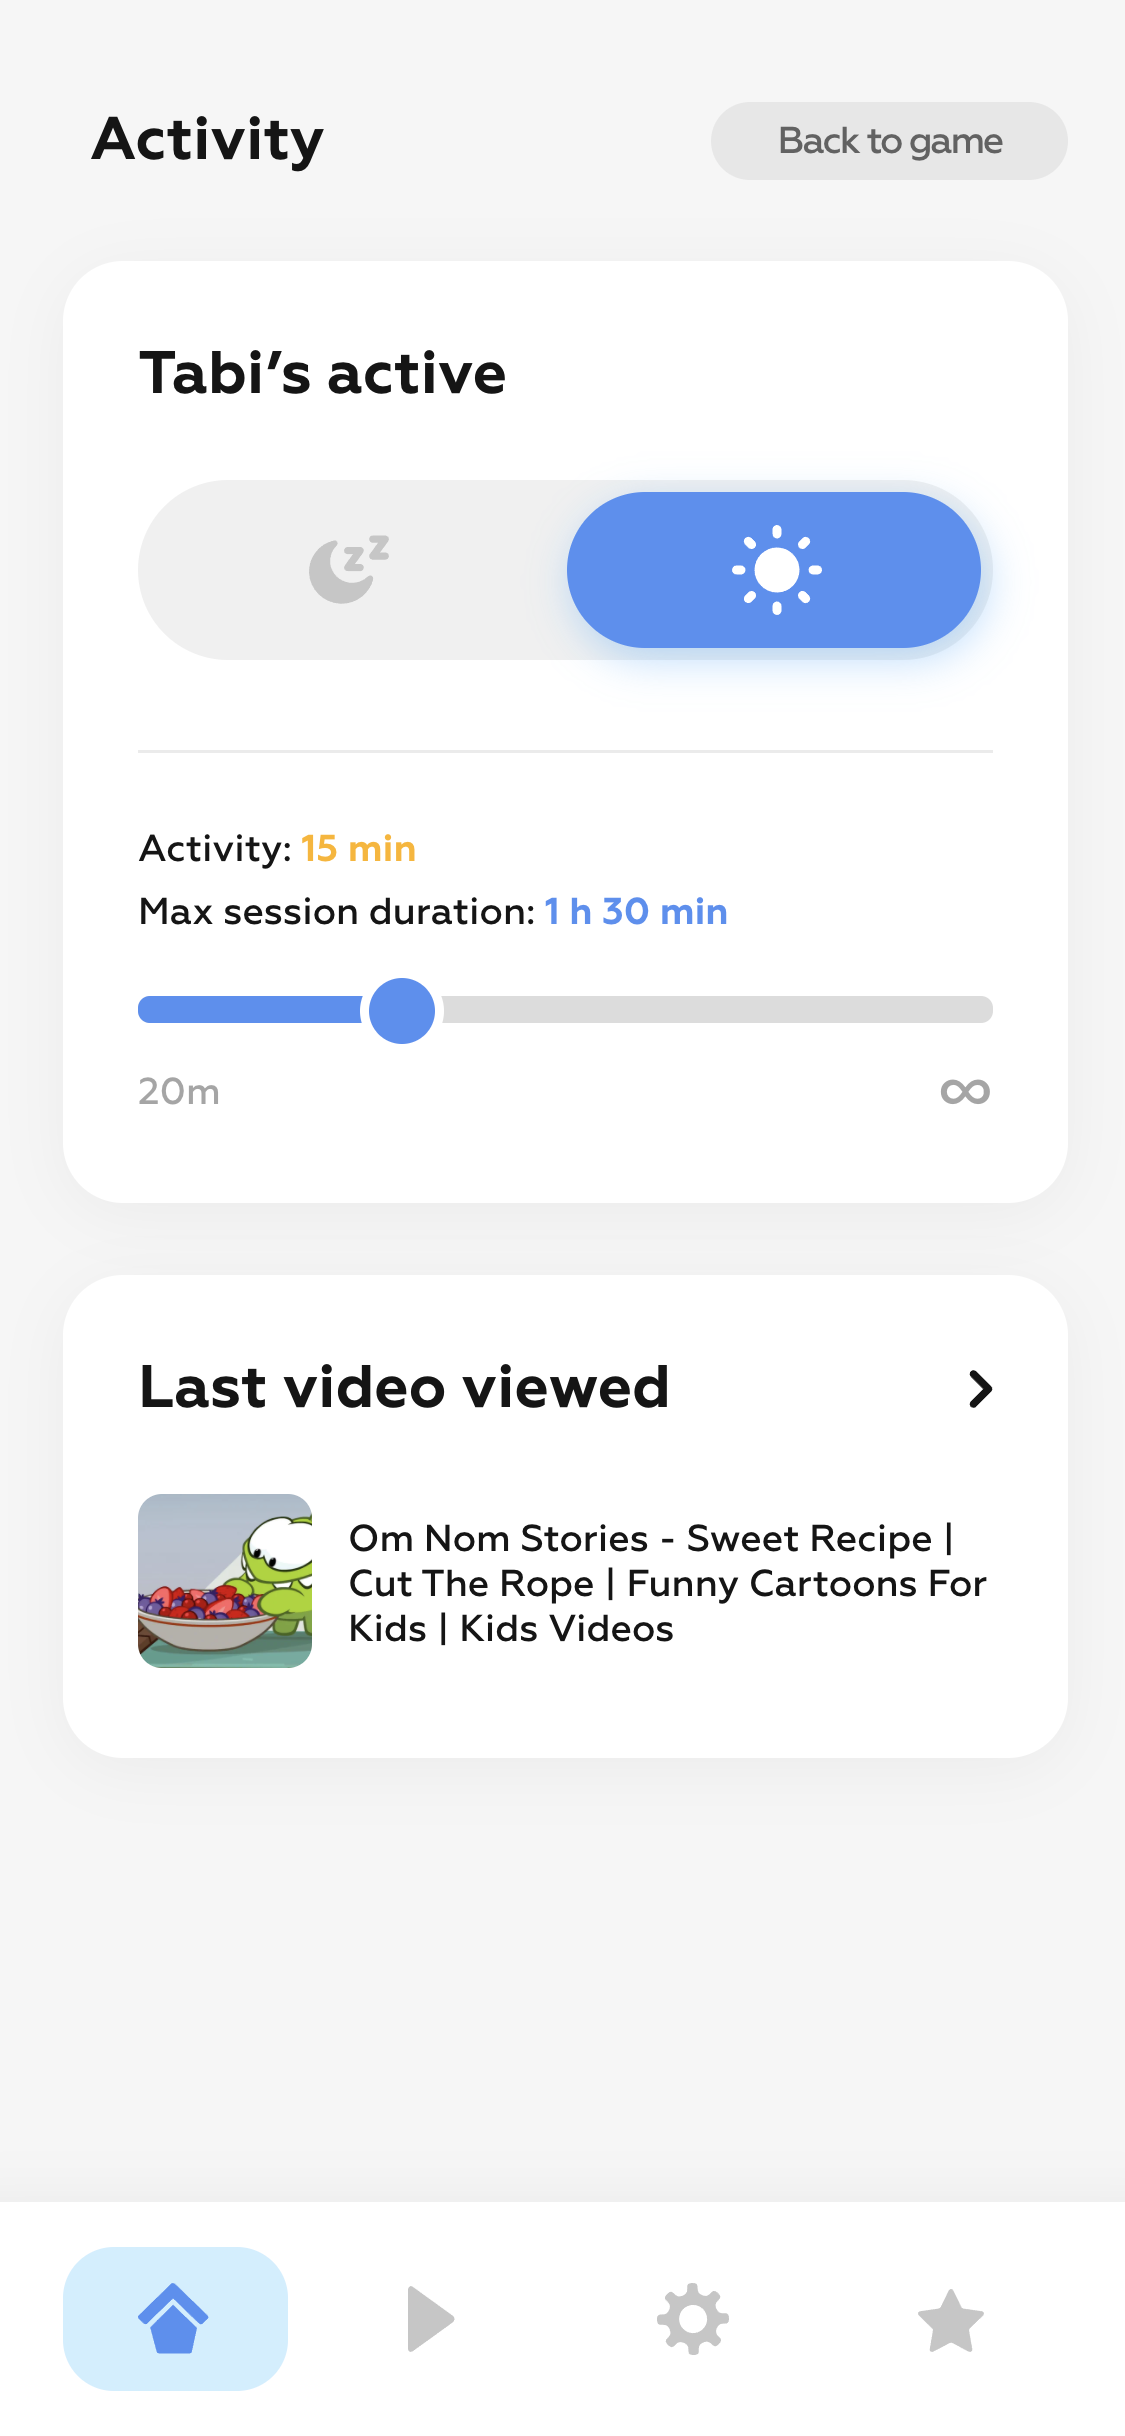 Activity
Back to game
Tabi’s active
Activity: 15 min
Max session duration: 1 h 30 min
20m
∞
Last video viewed
Om Nom Stories - Sweet Recipe |
Cut The Rope | Funny Cartoons For
Kids | Kids Videos